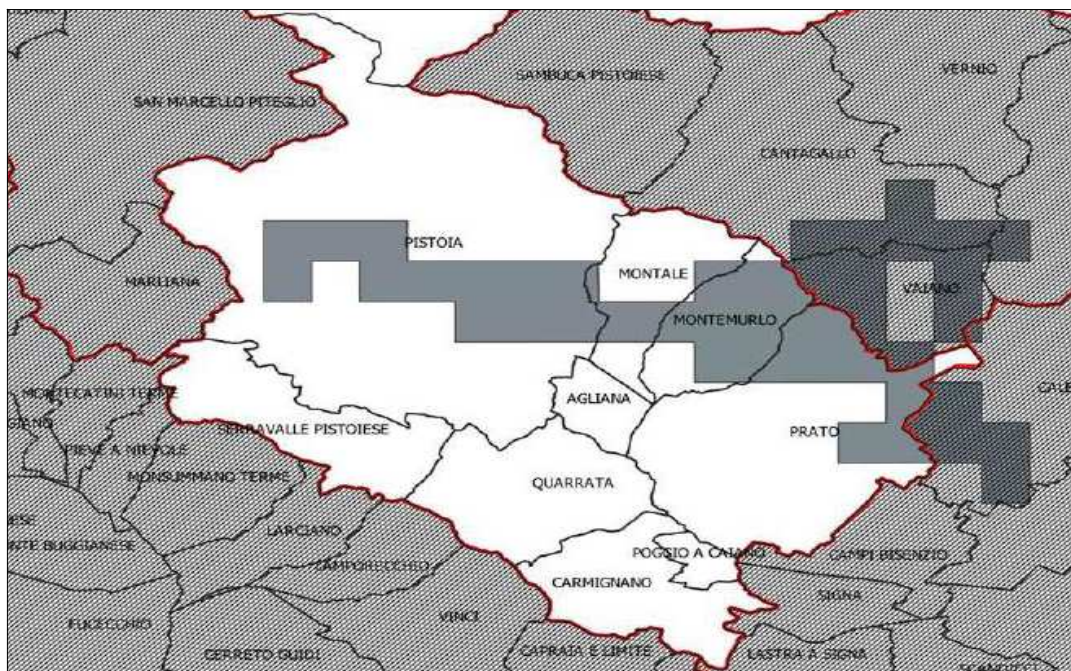 SAMBUCA PISTOIESE
VERNIO
SAN MARCELLO PITEGLIO
CANTAGALLO
PISTOIA
MONTALE
MARLIANA
VAIANO
MONTEMURLO
MONTECATINI TERME
AGLIANA
SERRAVALLE PISTOIESE
PRATO
PIEVE A NIEVOLE
MONSUMMANO TERME
QUARRATA
LARCIANO
POGGIO A CAIANO
CAMPI BISENZIO
LAMPORECCHIO
CARMIGNANO
SIGNA
VINCI
FUCECCHIO
CERRETO GUIDI
CAPRAIA E LIMITE
LASTRA A SIGNA